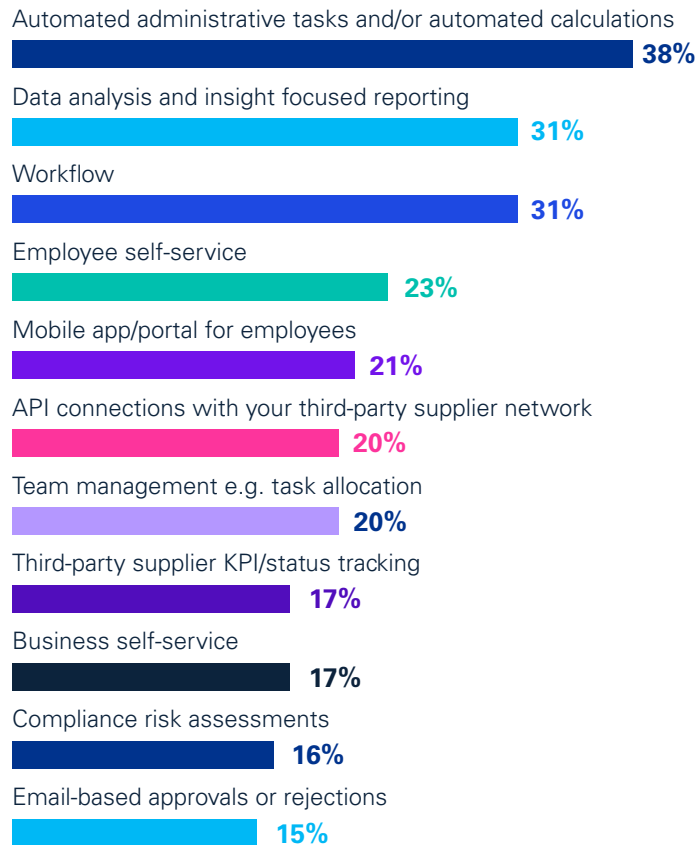 Automated administrative tasks and/or automated calculations
38%
Data analysis and insight focused reporting
31%
Workflow
31%
Employee self-service
23%
Mobile app/portal for employees
21%
API connections with your third-party supplier network
20%
Team management e.g. task allocation
20%
Third-party supplier KPI/status tracking
17%
Business self-service
17%
Compliance risk assessments
16%
Email-based approvals or rejections
15%